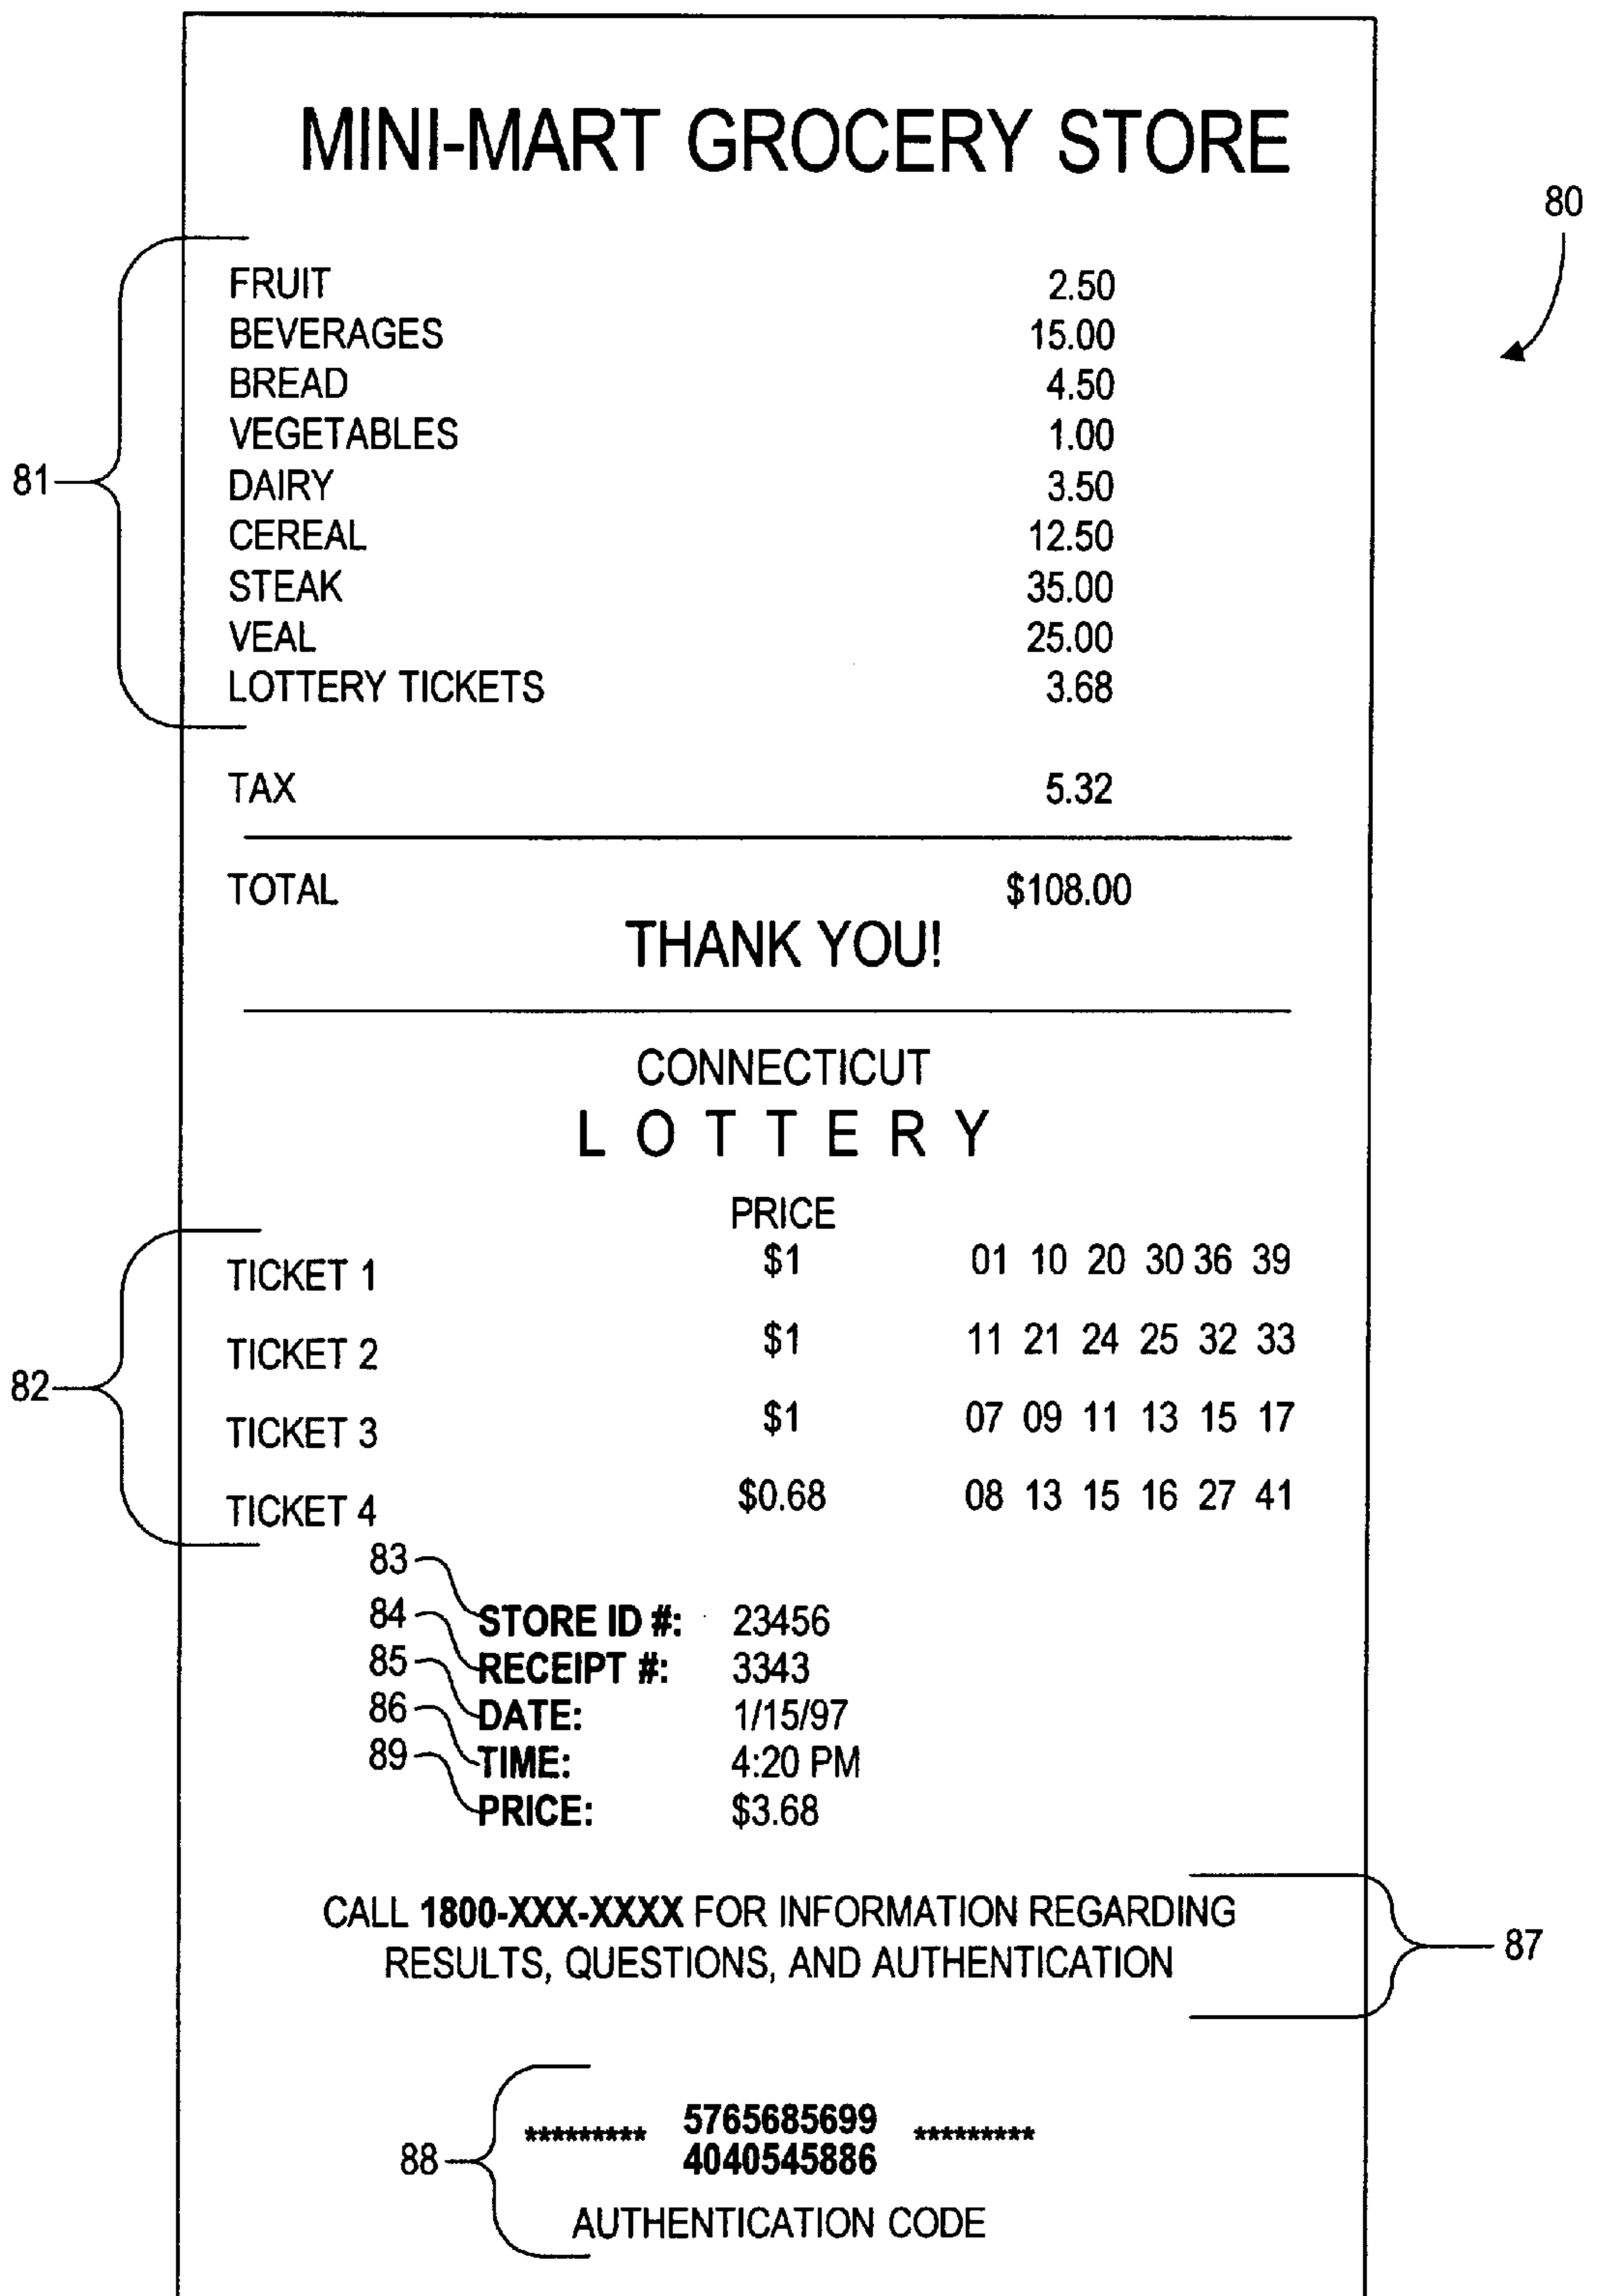 MINI-MART GROCERY STORE
80
FRUIT 2.50
BEVERAGES 15.00
BREAD 4.50
VEGETABLES 1.00
81
DAIRY 3.50
CEREAL 12.50
STEAK 35.00
VEAL 25.00
LOTTERY TICKETS 3.68
TAX 5.32
TOTAL $108.00
THANK YOU!
CONNECTICUT
LOTTERY
PRICE
TICKET 1 $1 01 10 20 30 36 39
TICKET 2 $1 11 21 24 25 32 33
82
TICKET 3 $1 07 09 11 13 15 17
TICKET 4 $0.68 08 13 15 16 27 41
83
84 STORE ID #: 23456
85 RECEIPT #: 3343
86 DATE: 1/15/97
89 TIME: 4:20 PM
PRICE: $3.68
CALL 1800-XXX-XXXX FOR INFORMATION REGARDING
87
RESULTS, QUESTIONS, AND AUTHENTICATION
********* 5765685699 *********
88 4040545886
AUTHENTICATION CODE